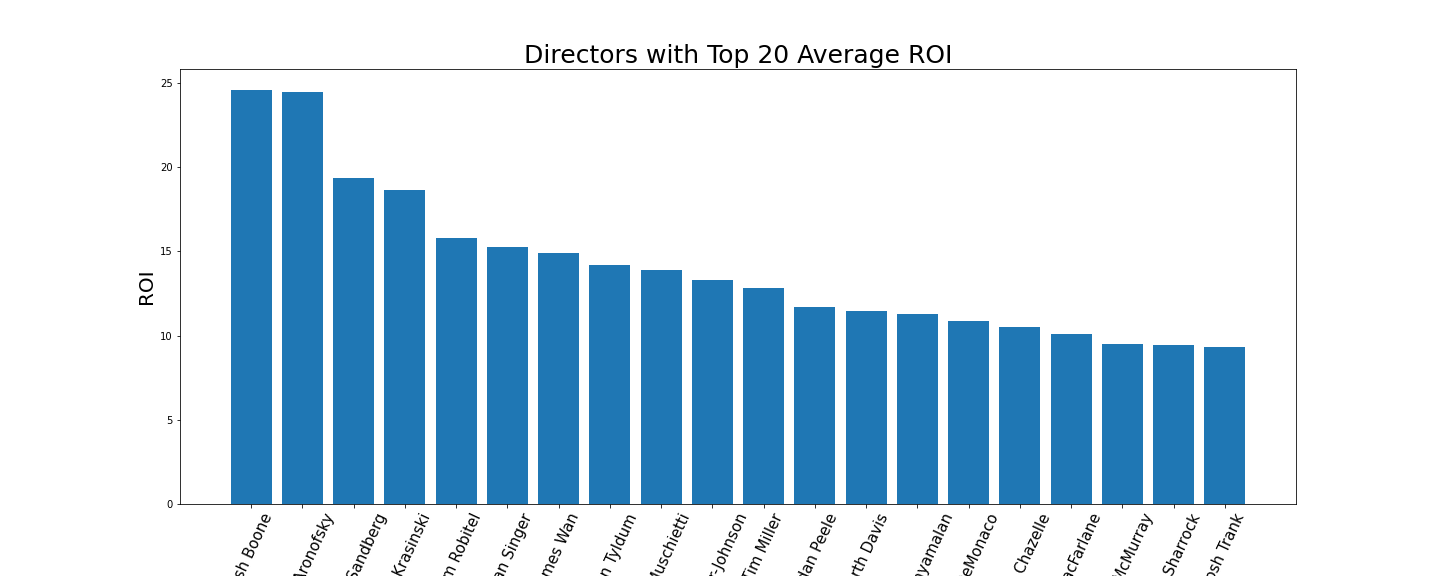 Directors with Top 20 Average ROI
ROI
25
20
15
10
5
0
sh Boone
Aronofsky
Sandberg
Krasinski
m Robitel
an Singer
mes Wan
n Tyldum
Muschietti
r-Johnson
Tim Miller
dan Peele
rth Davis
yamalan
eMonaco
Chazelle
acFarlane
McMurray
Sharrock
osh Trank